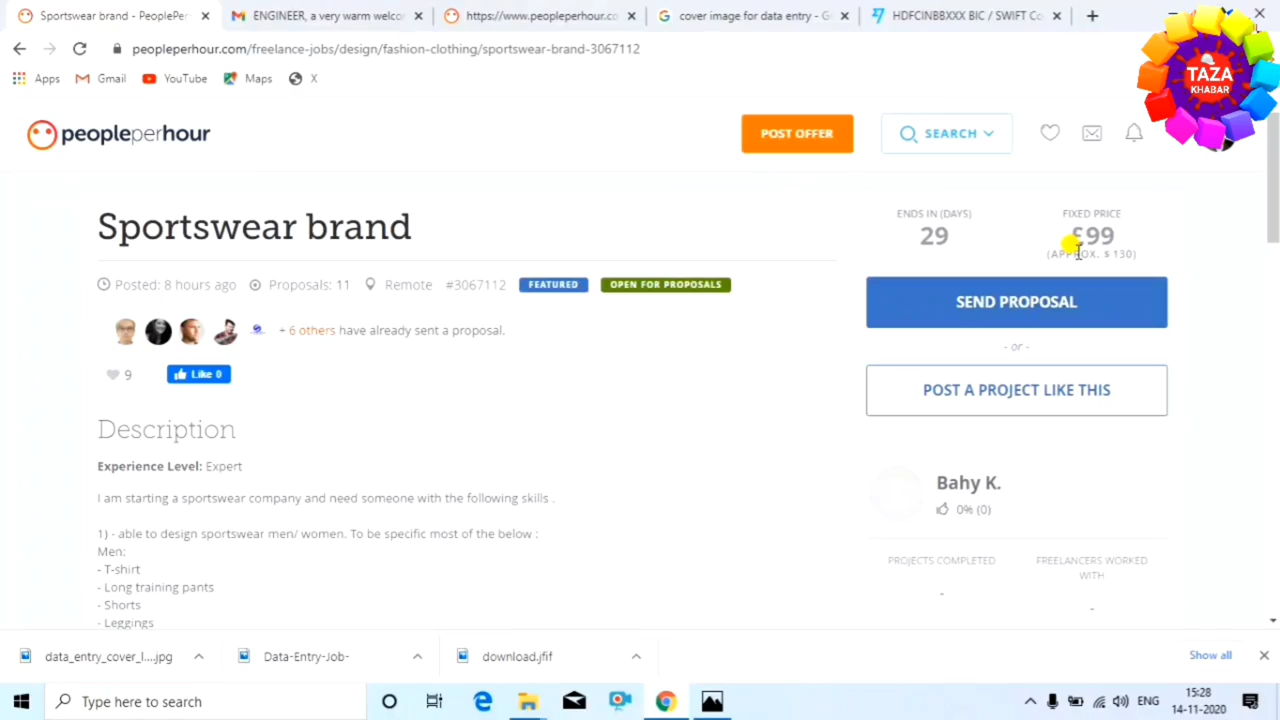 Sportswear brand - PeoplePer
ENGINEER, a very warm welcor
https://www.peopleperhour.co
cover image for data entry - G
HDFCINBBXXX BIC / SWIFT Co
peopleperhour.com/freelance-jobs/design/fashion-clothing/sportswear-brand-3067112
Apps
Gmail
YouTube
Maps
X
TAZA
KHABAR
peopleperhour
POST OFFER
SEARCH
Sportswear brand
ENDS IN (DAYS)
29
FIXED PRICE
£99
(APPROX. $130)
Posted: 8 hours ago
Proposals: 11
Remote
#3067112
FEATURED
OPEN FOR PROPOSALS
SEND PROPOSAL
+ 6 others have already sent a proposal.
- or -
9
Like 0
POST A PROJECT LIKE THIS
Description
Experience Level: Expert
I am starting a sportswear company and need someone with the following skills .
1) - able to design sportswear men/ women. To be specific most of the below :
Men:
- T-shirt
- Long training pants
- Shorts
- Leggings
Bahy K.
0% (0)
PROJECTS COMPLETED
-
FREELANCERS WORKED
WITH
-
data_entry_cover_l....jpg
Data-Entry-Job-
download.jfif
Show all
Type here to search
ENG
15:28
14-11-2020